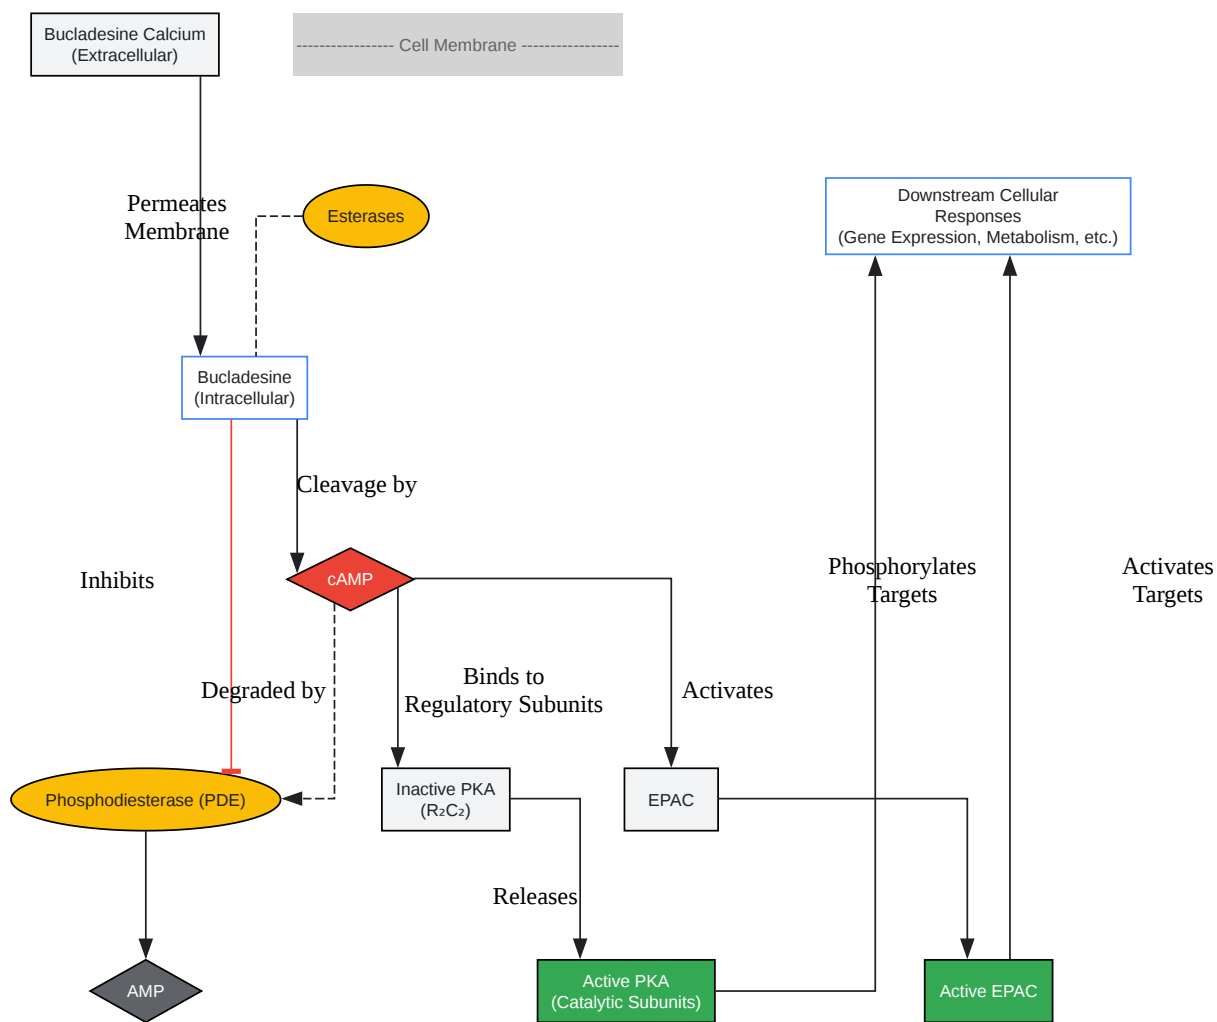 Bucladesine Calcium
(Extracellular)
----------------- Cell Membrane -----------------
Permeates
Membrane
Esterases
Downstream Cellular
Responses
(Gene Expression, Metabolism, etc.)
Bucladesine
(Intracellular)
Cleavage by
Inhibits
cAMP
Phosphorylates
Targets
Activates
Targets
Degraded by
Binds to
Regulatory Subunits
Activates
Phosphodiesterase (PDE)
Inactive PKA
(R₂C₂)
EPAC
Releases
AMP
Active PKA
(Catalytic Subunits)
Active EPAC